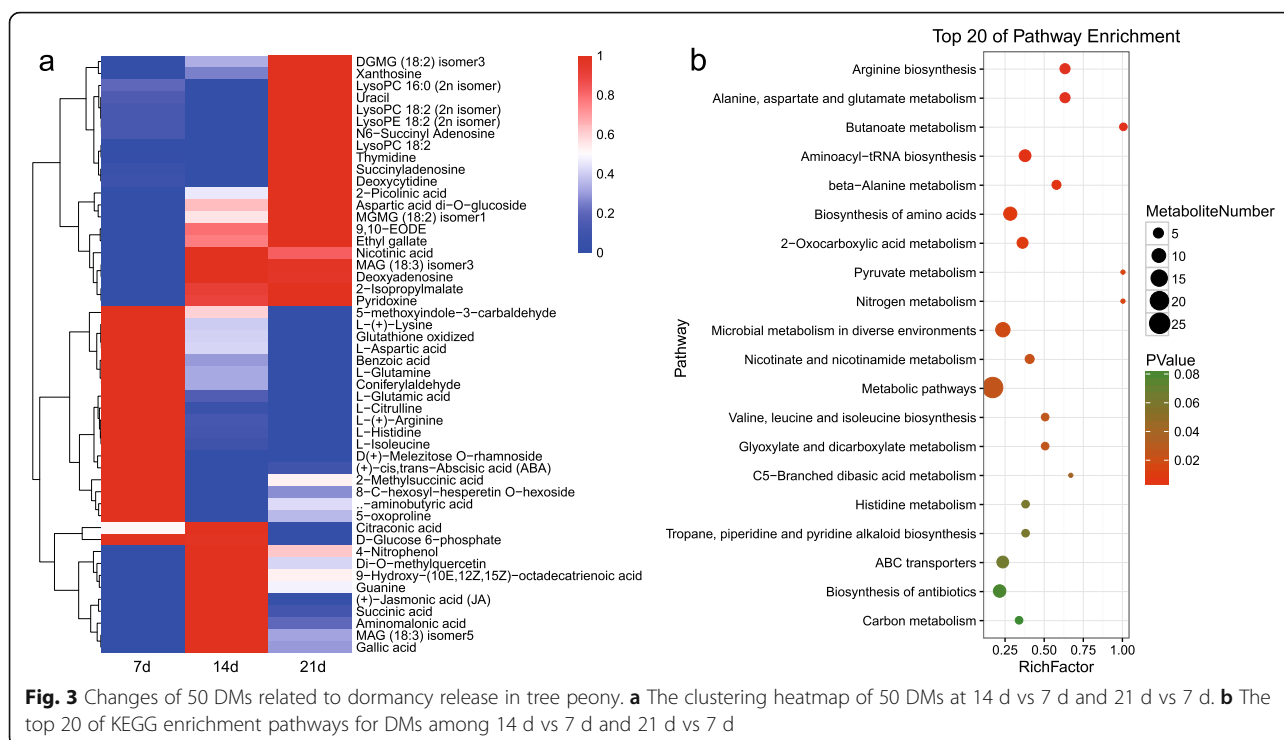 a
1
0.8
0.6
0.4
0.2
0
DGMG (18:2) isomer3
Xanthosine
LysoPC 16:0 (2n isomer)
Uracil
LysoPC 18:2 (2n isomer)
LysoPE 18:2 (2n isomer)
N6−Succinyl Adenosine
LysoPC 18:2
Thymidine
Succinyladenosine
Deoxycytidine
2−Picolinic acid
Aspartic acid di−O−glucoside
MGMG (18:2) isomer1
9,10−EODE
Ethyl gallate
Nicotinic acid
MAG (18:3) isomer3
Deoxyadenosine
2−Isopropylmalate
Pyridoxine
5−methoxyindole−3−carbaldehyde
L−(+)−Lysine
Glutathione oxidized
L−Aspartic acid
Benzoic acid
L−Glutamine
Coniferylaldehyde
L−Glutamic acid
L−Citrulline
L−(+)−Arginine
L−Histidine
L−Isoleucine
D(+)−Melezitose O−rhamnoside
(+)−cis,trans−Abscisic acid (ABA)
2−Methylsuccinic acid
8−C−hexosyl−hesperetin O−hexoside
..−aminobutyric acid
5−oxoproline
Citraconic acid
D−Glucose 6−phosphate
4−Nitrophenol
Di−O−methylquercetin
9−Hydroxy−(10E,12Z,15Z)−octadecatrienoic acid
Guanine
(+)−Jasmonic acid (JA)
Succinic acid
Aminomalonic acid
MAG (18:3) isomer5
Gallic acid
7d 14d 21d
b
Top 20 of Pathway Enrichment
Pathway
Arginine biosynthesis
Alanine, aspartate and glutamate metabolism
Butanoate metabolism
Aminoacyl−tRNA biosynthesis
beta−Alanine metabolism
Biosynthesis of amino acids
2−Oxocarboxylic acid metabolism
Pyruvate metabolism
Nitrogen metabolism
Microbial metabolism in diverse environments
Nicotinate and nicotinamide metabolism
Metabolic pathways
Valine, leucine and isoleucine biosynthesis
Glyoxylate and dicarboxylate metabolism
C5−Branched dibasic acid metabolism
Histidine metabolism
Tropane, piperidine and pyridine alkaloid biosynthesis
ABC transporters
Biosynthesis of antibiotics
Carbon metabolism
0.25 0.50 0.75 1.00
RichFactor
MetaboliteNumber
5
10
15
20
25
PValue
0.08
0.06
0.04
0.02
Fig. 3 Changes of 50 DMs related to dormancy release in tree peony. a The clustering heatmap of 50 DMs at 14 d vs 7 d and 21 d vs 7 d. b The
top 20 of KEGG enrichment pathways for DMs among 14 d vs 7 d and 21 d vs 7 d